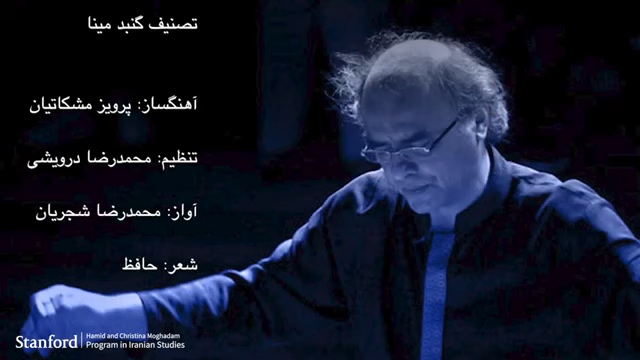 تصنیف گنبد مینا
آهنگساز: پرویز مشکاتیان
تنظیم: محمدرضا درویشی
آواز: محمدرضا شجریان
شعر: حافظ
Stanford
Hamid and Christina Moghadam
Program in Iranian Studies